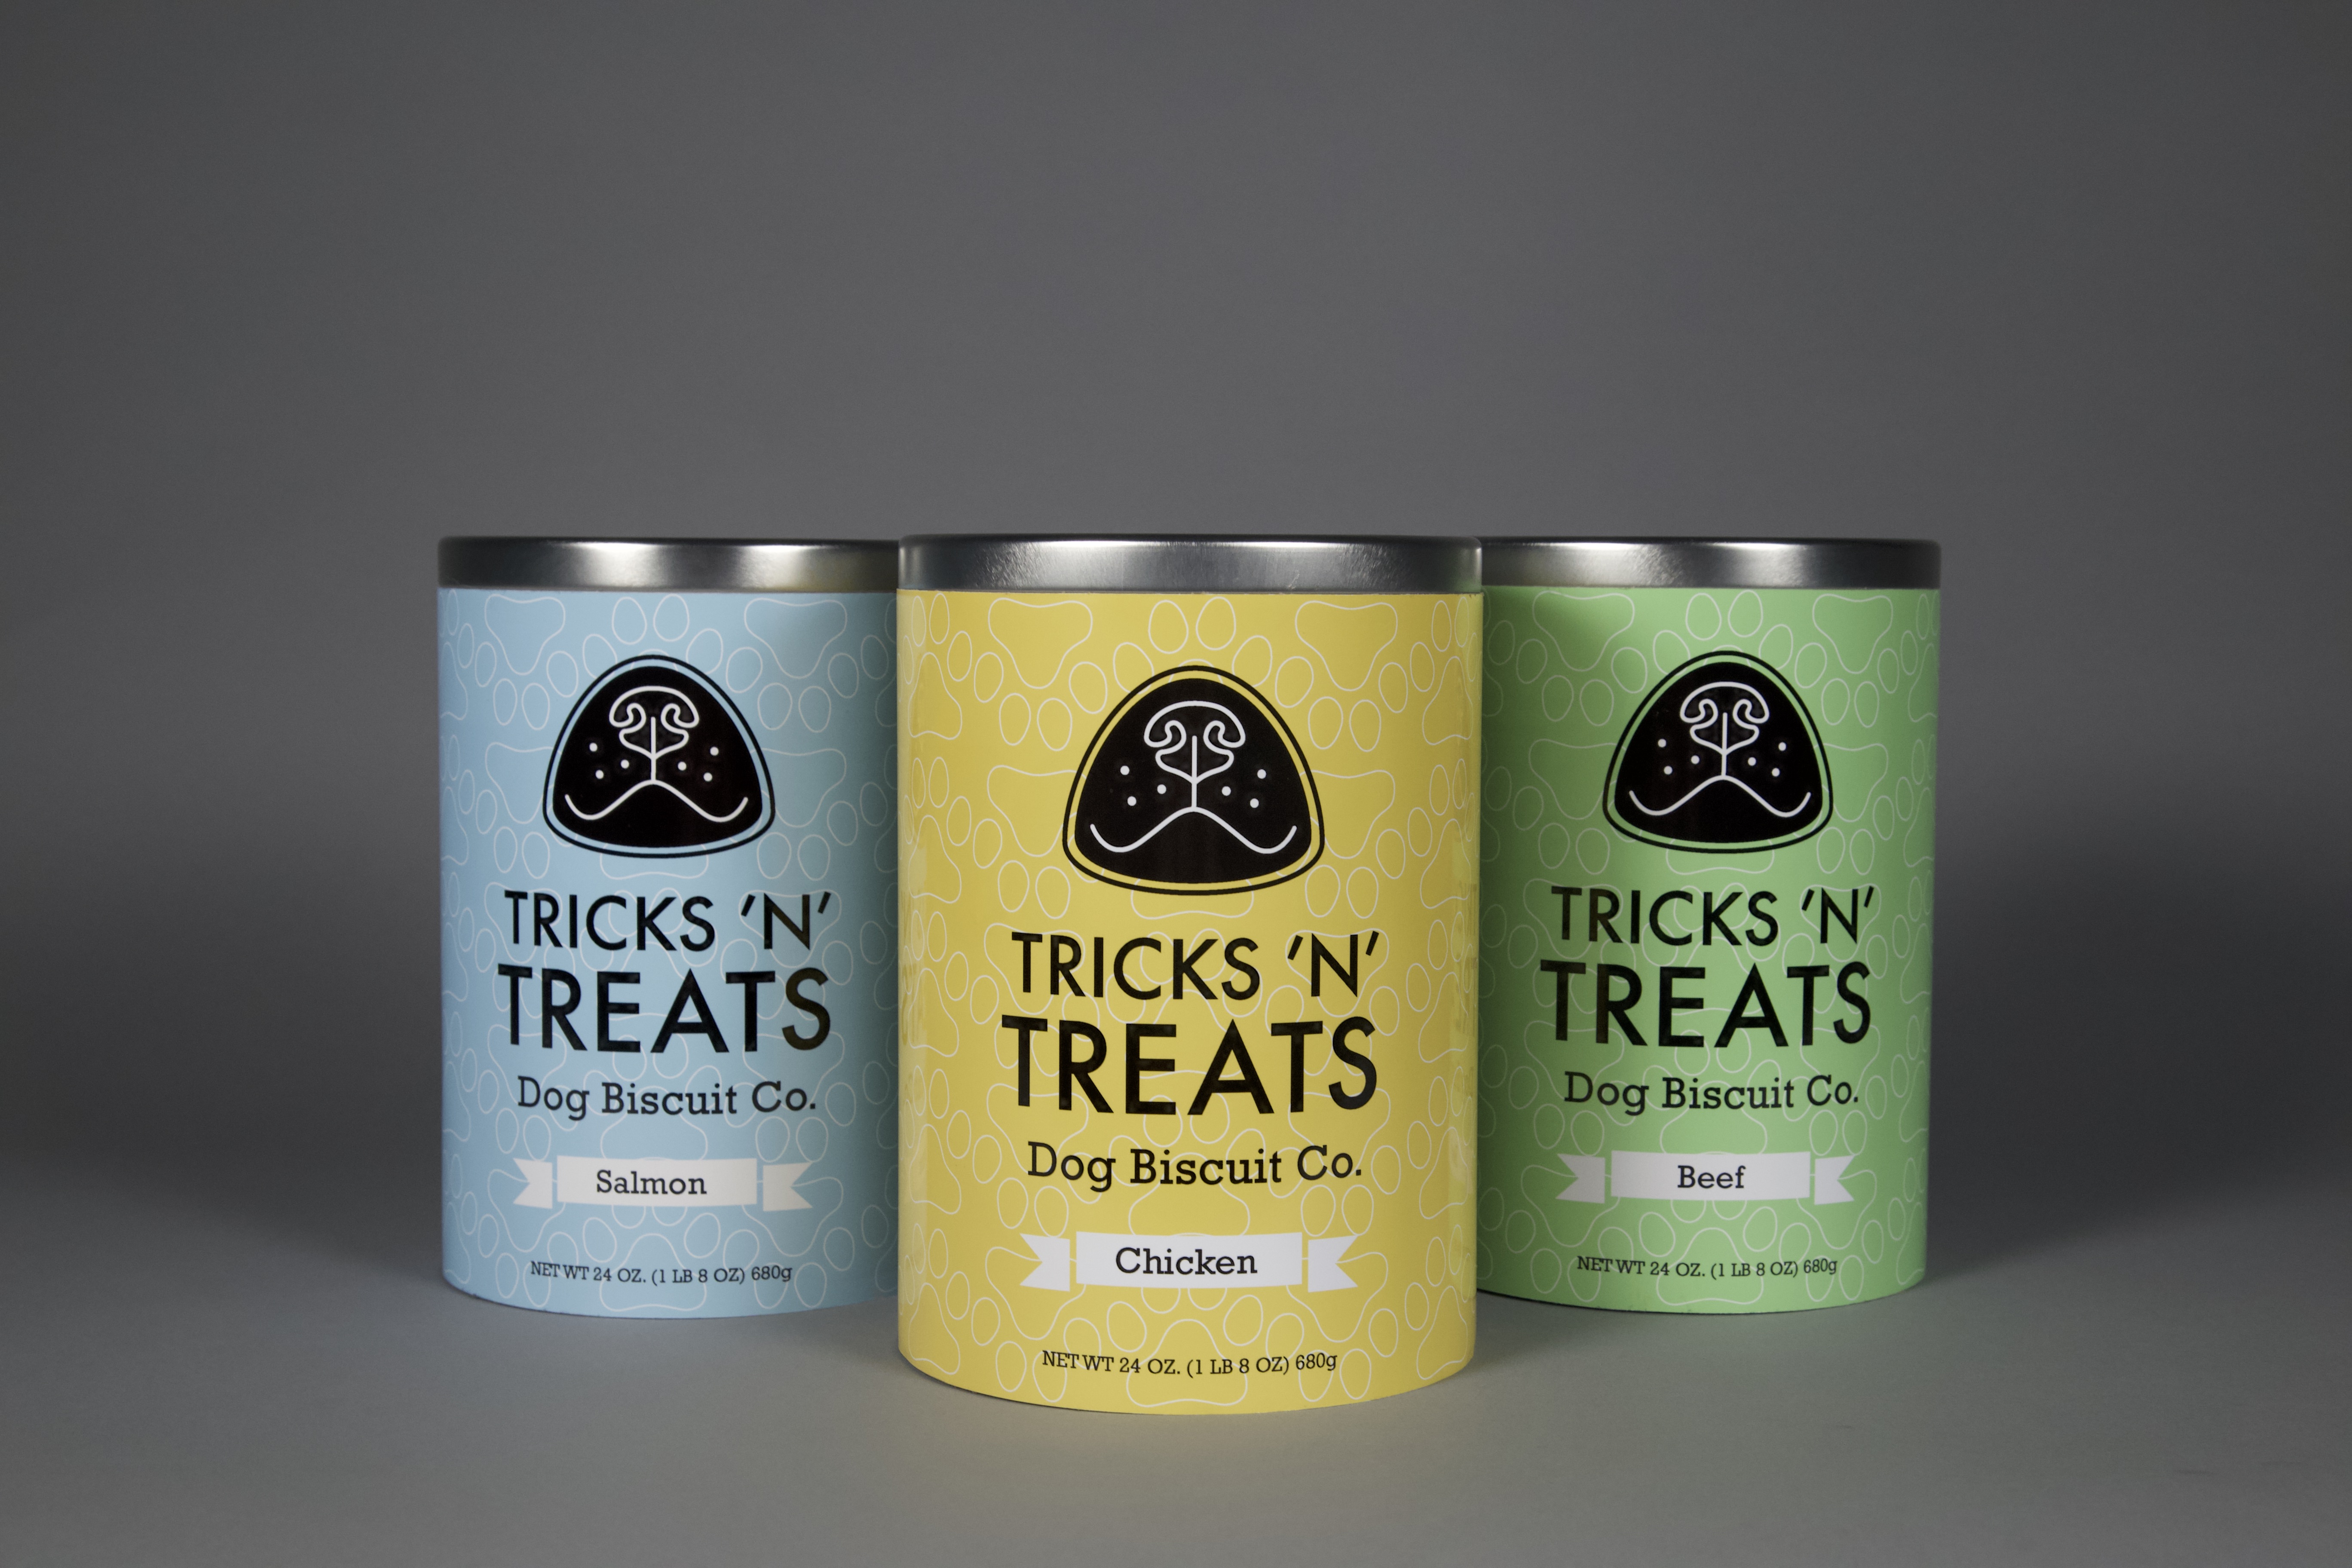 TRICKS 'N'
TREATS
Dog Biscuit Co.
Salmon
NET WT 24 OZ. (1 LB 8 OZ) 680g
TRICKS 'N'
TREATS
Dog Biscuit Co.
Chicken
NET WT 24 OZ. (1 LB 8 OZ) 680g
TRICKS 'N'
TREATS
Dog Biscuit Co.
Beef
NET WT 24 OZ. (1 LB 8 OZ) 680g